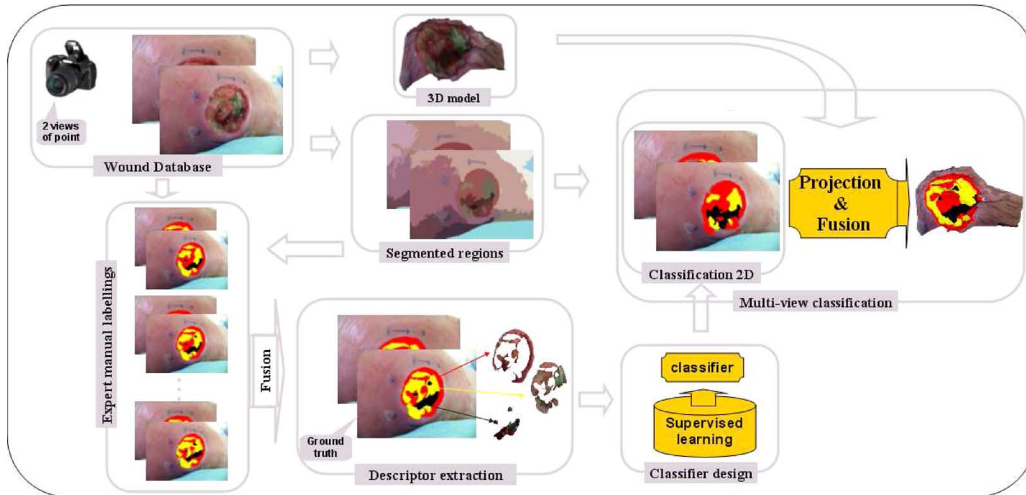 2 views
of point
Wound Database
3D model
Segmented regions
Classification 2D
Projection
&
Fusion
Multi-view classification
Expert manual labellings
Fusion
Ground
truth
Descriptor extraction
classifier
Supervised
learning
Classifier design